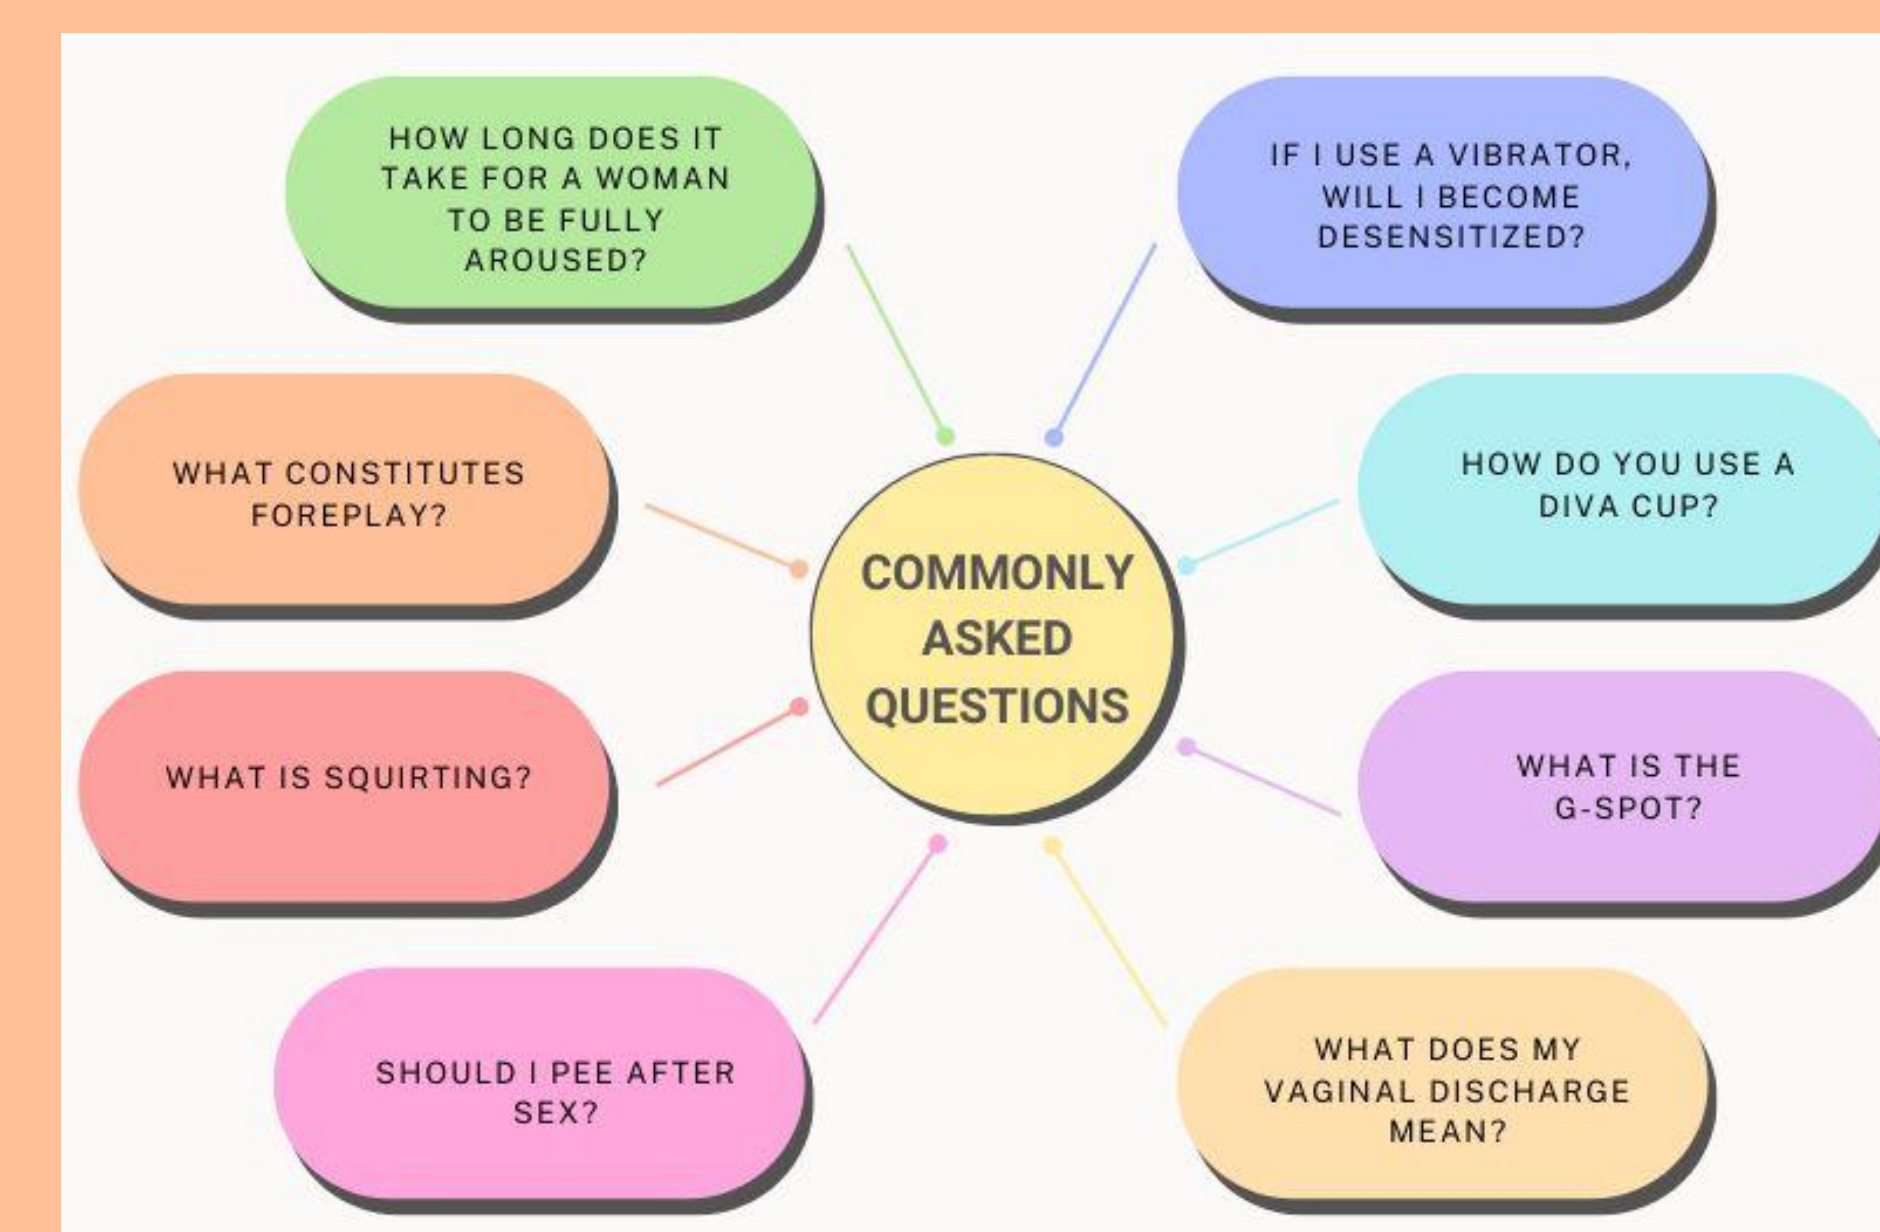 HOW LONG DOES IT
TAKE FOR A WOMAN
TO BE FULLY
AROUSED?
IF I USE A VIBRATOR,
WILL I BECOME
DESENSITIZED?
WHAT CONSTITUTES
FOREPLAY?
HOW DO YOU USE A
DIVA CUP?
COMMONLY
ASKED
QUESTIONS
WHAT IS SQUIRTING?
WHAT IS THE
G-SPOT?
SHOULD I PEE AFTER
SEX?
WHAT DOES MY
VAGINAL DISCHARGE
MEAN?